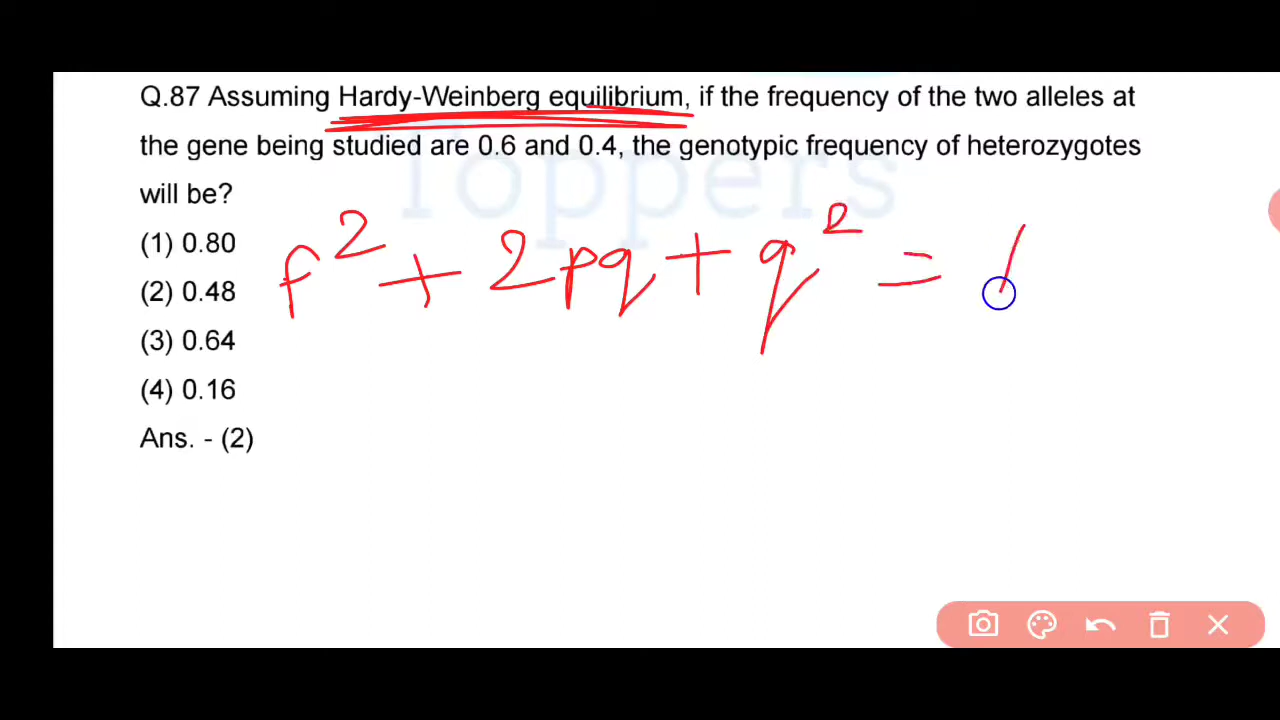 Q.87 Assuming Hardy-Weinberg equilibrium, if the frequency of the two alleles at
the gene being studied are 0.6 and 0.4, the genotypic frequency of heterozygotes
will be?
Toppers
(1) 0.80
p² + 2pq + q² = 1
(2) 0.48
(3) 0.64
(4) 0.16
Ans. - (2)